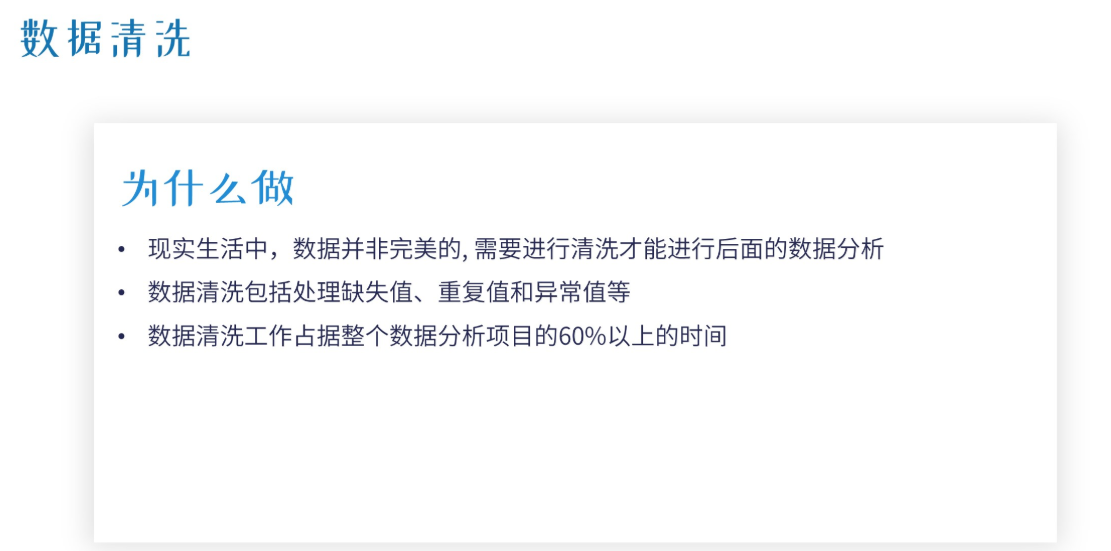 数据清洗
为什么做
• 现实生活中，数据并非完美的, 需要进行清洗才能进行后面的数据分析
• 数据清洗包括处理缺失值、重复值和异常值等
• 数据清洗工作占据整个数据分析项目的60%以上的时间